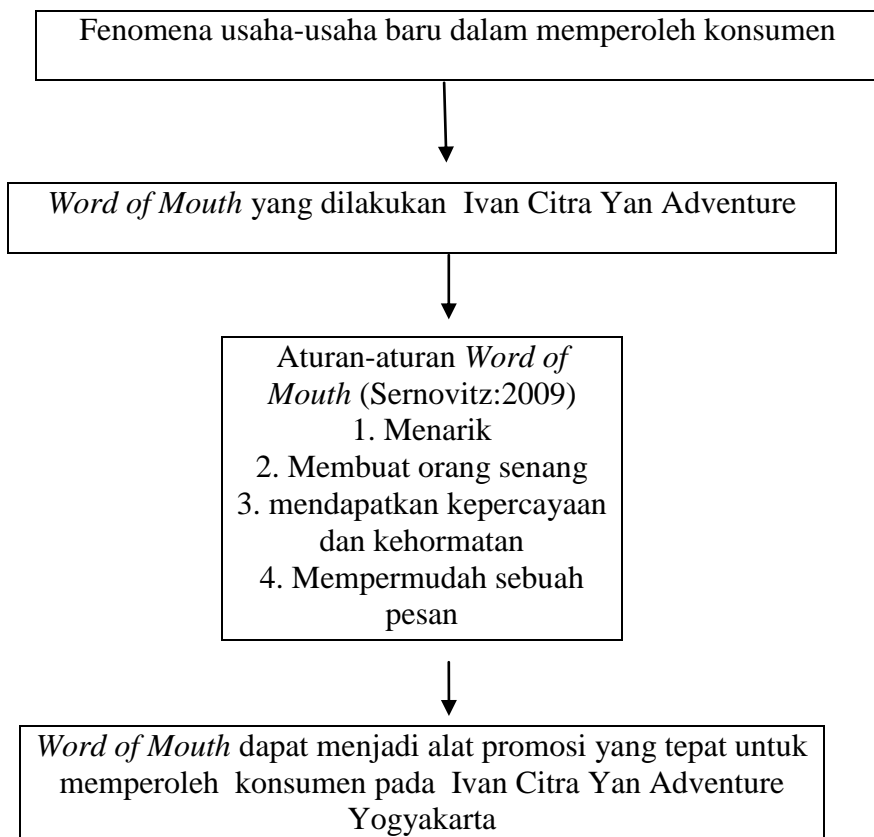 Fenomena usaha-usaha baru dalam memperoleh konsumen
Word of Mouth yang dilakukan  Ivan Citra Yan Adventure
Aturan-aturan Word of
Mouth (Sernovitz:2009)
1. Menarik
2. Membuat orang senang
3. mendapatkan kepercayaan
dan kehormatan
4. Mempermudah sebuah
pesan
Word of Mouth dapat menjadi alat promosi yang tepat untuk
memperoleh  konsumen pada  Ivan Citra Yan Adventure
Yogyakarta